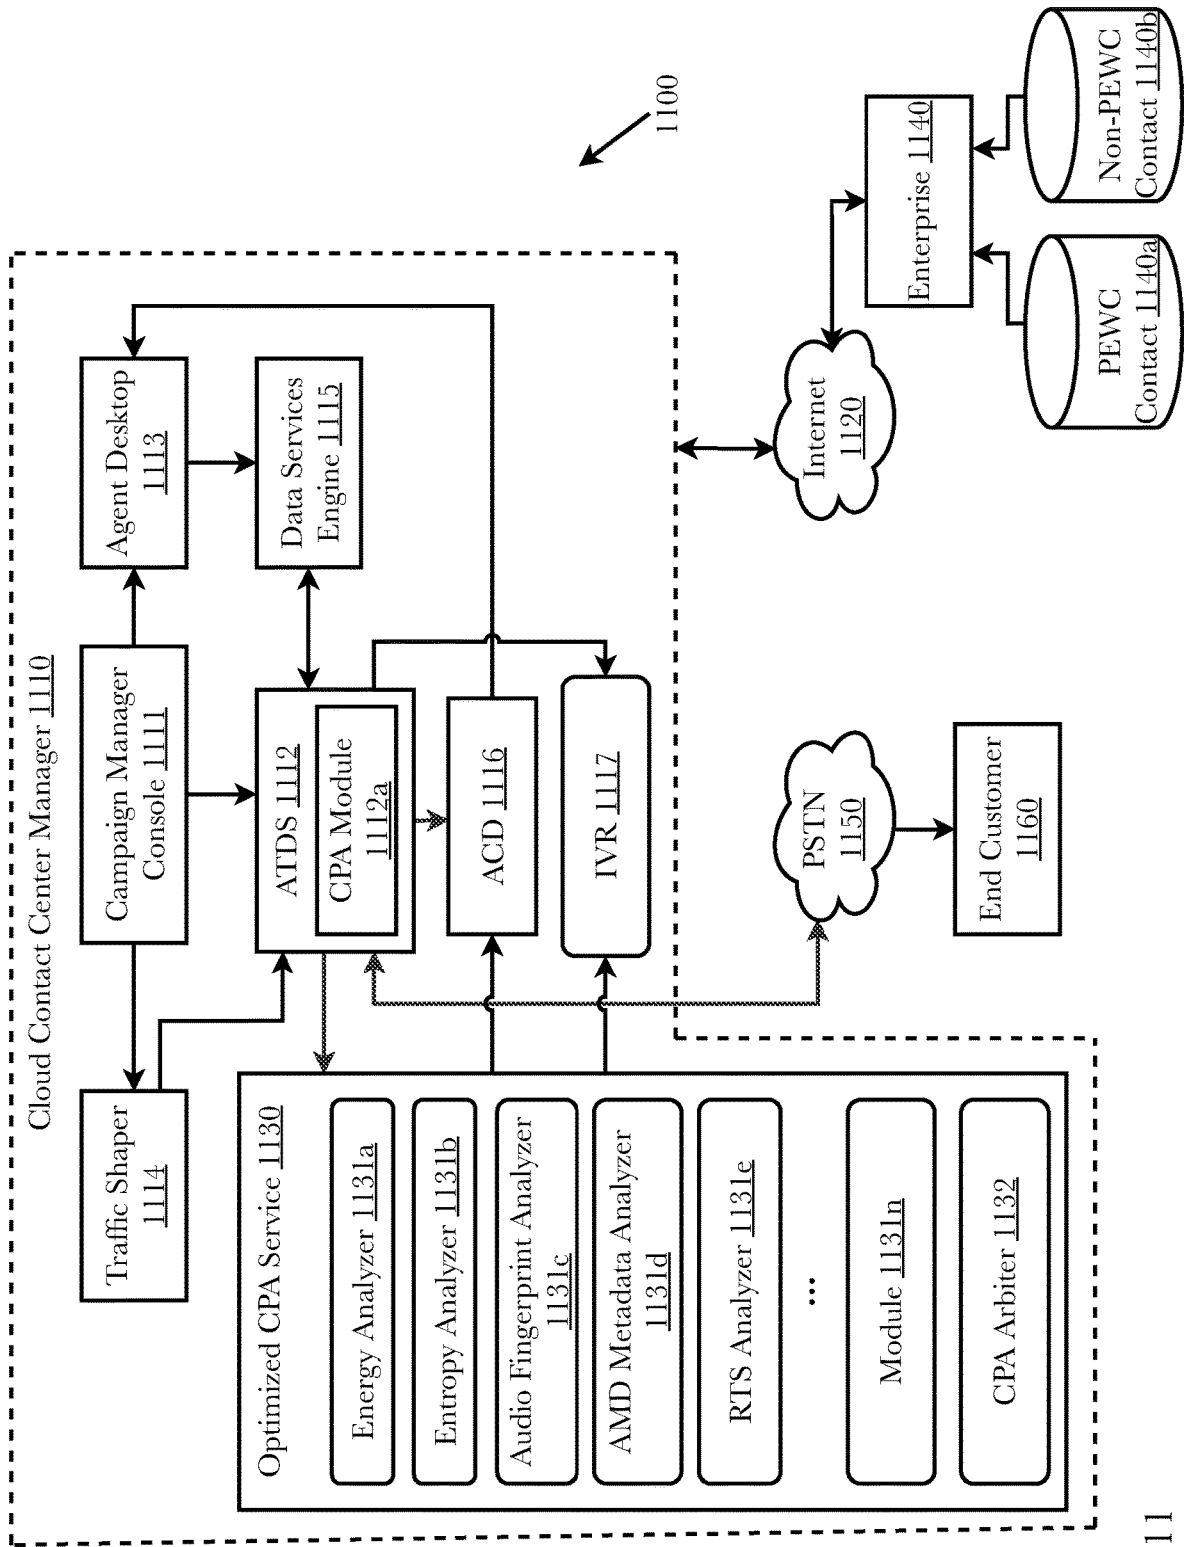 Cloud Contact Center Manager 1110
Traffic Shaper
1114
Campaign Manager
Console 1111
Agent Desktop
1113
Optimized CPA Service 1130
Energy Analyzer 1131a
Entropy Analyzer 1131b
Audio Fingerprint Analyzer
1131c
AMD Metadata Analyzer
1131d
RTS Analyzer 1131e
...
Module 1131n
CPA Arbiter 1132
ATDS 1112
CPA Module
1112a
Data Services
Engine 1115
ACD 1116
IVR 1117
1100
PSTN
1150
Internet
1120
End Customer
1160
Enterprise 1140
PEWC
Contact 1140a
Non-PEWC
Contact 1140b
11